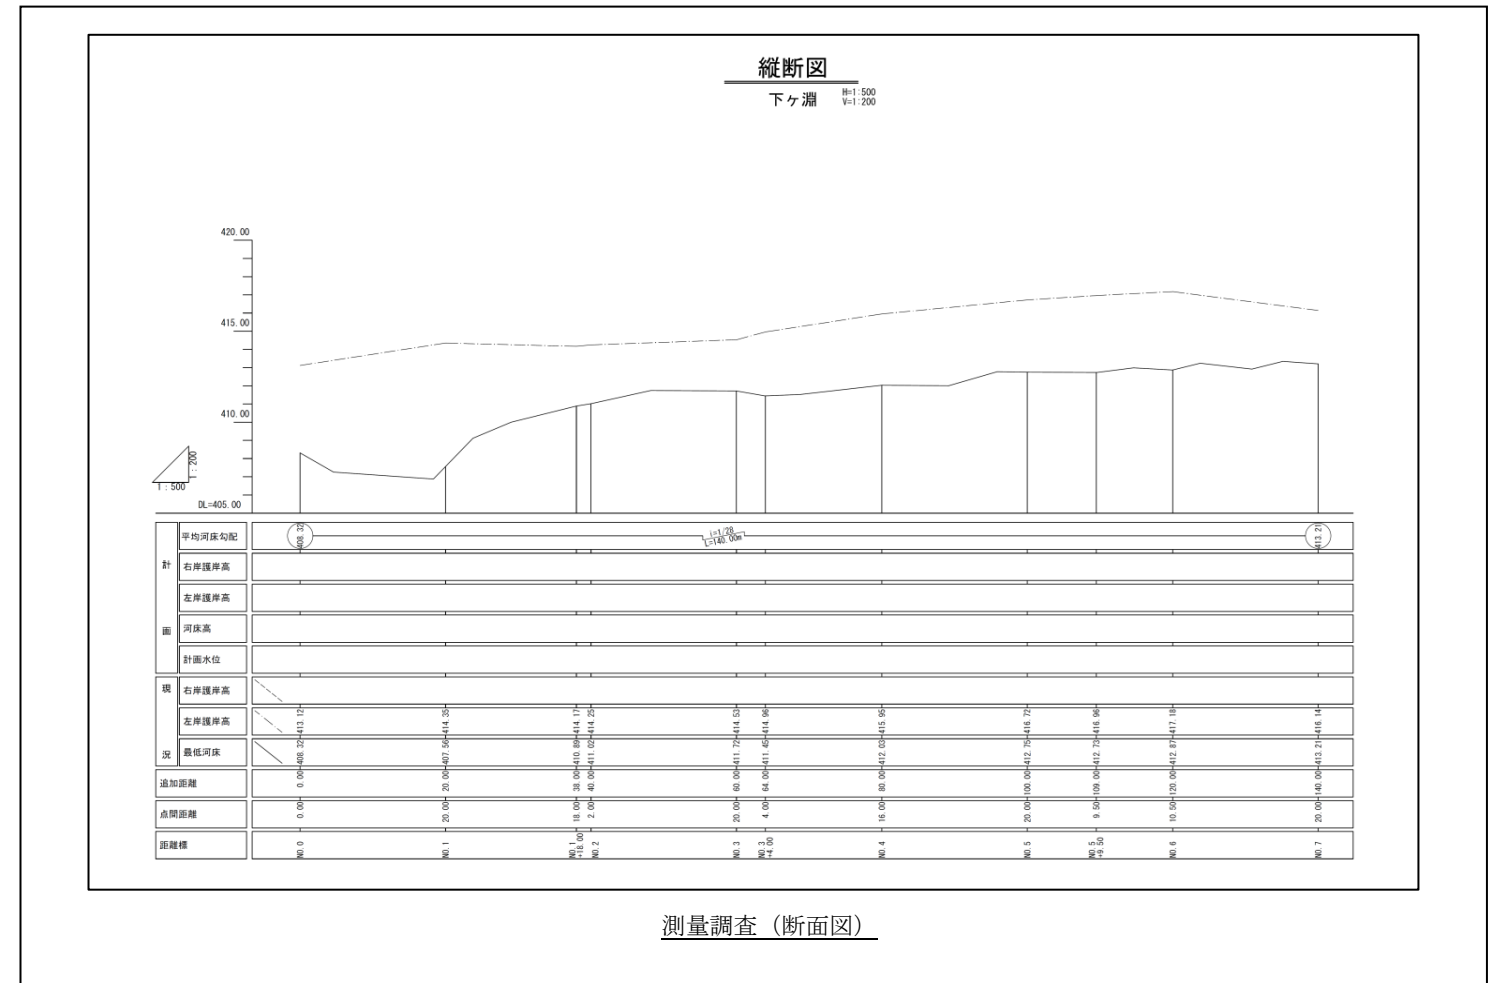 縦断図
下ヶ淵 H=1:500
V=1:200
420.00
415.00
410.00
1:200
1:500
DL=405.00
計画
平均河床勾配 408.32 i=1/28 L=140.00m 413.21
右岸護岸高
左岸護岸高
河床高
計画水位
現況
右岸護岸高
左岸護岸高 413.12 414.35 414.17 414.25 414.53 414.96 415.95 416.72 416.96 417.18 416.14
最低河床 408.32 407.56 410.89 411.02 411.72 411.45 412.03 412.75 412.73 412.87 413.21
追加距離 0.00 20.00 38.00 40.00 60.00 64.00 80.00 100.00 109.00 120.00 140.00
点間距離 0.00 20.00 18.00 2.00 20.00 4.00 16.00 20.00 9.50 10.50 20.00
距離標 NO.0 NO.1 NO.1+18.00 NO.2 NO.3 NO.3+4.00 NO.4 NO.5 NO.5+9.50 NO.6 NO.7
測量調査（断面図）